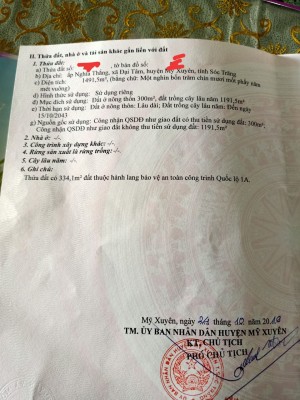 II. Thửa đất, nhà ở và tài sản khác gắn liền với đất
1. Thửa đất:
a) Thửa đất số: , tờ bản đồ số:
b) Địa chỉ: ấp Nghĩa Thắng, xã Đại Tâm, huyện Mỹ Xuyên, tỉnh Sóc Trăng
c) Diện tích: 1491,5m², (bằng chữ: Một nghìn bốn trăm chín mươi mốt phẩy năm
mét vuông)
d) Hình thức sử dụng: Sử dụng riêng
đ) Mục đích sử dụng: Đất ở nông thôn 300m², đất trồng cây lâu năm 1191,5m²
e) Thời hạn sử dụng: Đất ở nông thôn: Lâu dài; Đất trồng cây lâu năm: Đến ngày
15/10/2043
g) Nguồn gốc sử dụng: Công nhận QSDĐ như giao đất có thu tiền sử dụng đất: 300m²;
Công nhận QSDĐ như giao đất không thu tiền sử dụng đất: 1191,5m²
2. Nhà ở: -/-.
3. Công trình xây dựng khác: -/-.
4. Rừng sản xuất là rừng trồng: -/-.
5. Cây lâu năm: -/-.
6. Ghi chú:
Thửa đất có 334,1m² đất thuộc hành lang bảo vệ an toàn công trình Quốc lộ 1A.
Mỹ Xuyên, ngày tháng 10 năm 2019
TM. ỦY BAN NHÂN DÂN HUYỆN MỸ XUYÊN
KT. CHỦ TỊCH
PHÓ CHỦ TỊCH